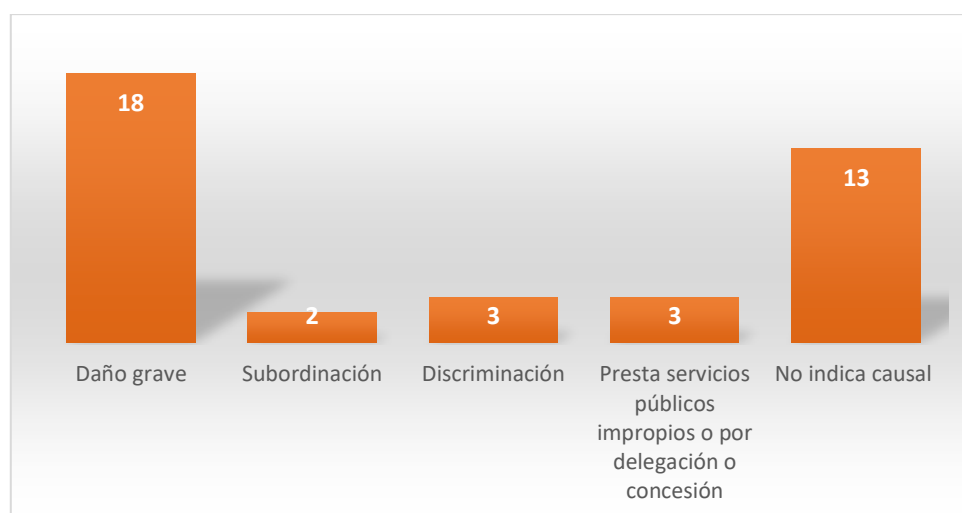 18
2
3
3
13
Daño grave
Subordinación
Discriminación
Presta servicios
públicos
impropios o por
delegación o
concesión
No indica causal